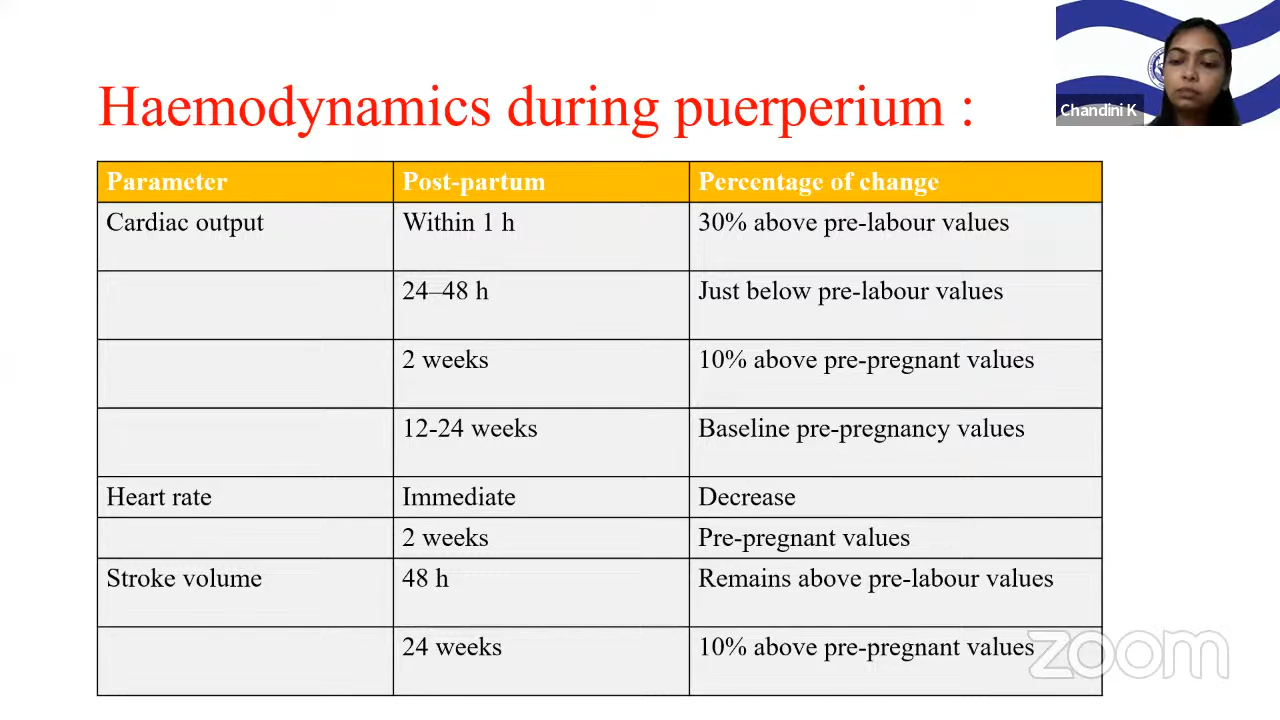 Haemodynamics during puerperium :
Chandini K
Parameter Post-partum Percentage of change
Cardiac output Within 1 h 30% above pre-labour values
24–48 h Just below pre-labour values
2 weeks 10% above pre-pregnant values
12-24 weeks Baseline pre-pregnancy values
Heart rate Immediate Decrease
2 weeks Pre-pregnant values
Stroke volume 48 h Remains above pre-labour values
24 weeks 10% above pre-pregnant values
zoom